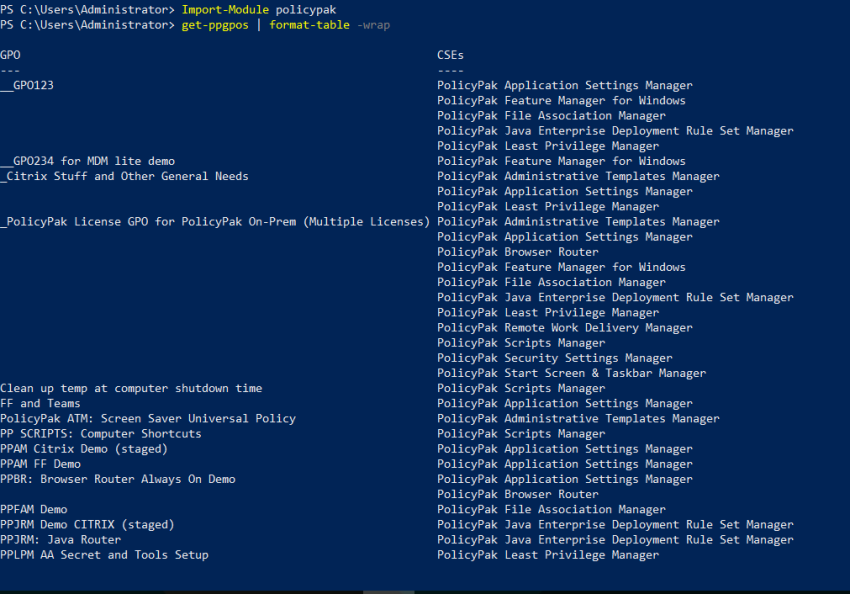 PS C:\Users\Administrator> Import-Module policypak
PS C:\Users\Administrator> get-ppgpos | format-table -wrap
GPO CSEs
--- ----
__GPO123 PolicyPak Application Settings Manager
PolicyPak Feature Manager for Windows
PolicyPak File Association Manager
PolicyPak Java Enterprise Deployment Rule Set Manager
PolicyPak Least Privilege Manager
__GPO234 for MDM lite demo PolicyPak Feature Manager for Windows
_Citrix Stuff and Other General Needs PolicyPak Administrative Templates Manager
PolicyPak Application Settings Manager
PolicyPak Least Privilege Manager
_PolicyPak License GPO for PolicyPak On-Prem (Multiple Licenses) PolicyPak Administrative Templates Manager
PolicyPak Application Settings Manager
PolicyPak Browser Router
PolicyPak Feature Manager for Windows
PolicyPak File Association Manager
PolicyPak Java Enterprise Deployment Rule Set Manager
PolicyPak Least Privilege Manager
PolicyPak Remote Work Delivery Manager
PolicyPak Scripts Manager
PolicyPak Security Settings Manager
PolicyPak Start Screen & Taskbar Manager
Clean up temp at computer shutdown time PolicyPak Scripts Manager
FF and Teams PolicyPak Application Settings Manager
PolicyPak ATM: Screen Saver Universal Policy PolicyPak Administrative Templates Manager
PP SCRIPTS: Computer Shortcuts PolicyPak Scripts Manager
PPAM Citrix Demo (staged) PolicyPak Application Settings Manager
PPAM FF Demo PolicyPak Application Settings Manager
PPBR: Browser Router Always On Demo PolicyPak Application Settings Manager
PolicyPak Browser Router
PPFAM Demo PolicyPak File Association Manager
PPJRM Demo CITRIX (staged) PolicyPak Java Enterprise Deployment Rule Set Manager
PPJRM: Java Router PolicyPak Java Enterprise Deployment Rule Set Manager
PPLPM AA Secret and Tools Setup PolicyPak Least Privilege Manager